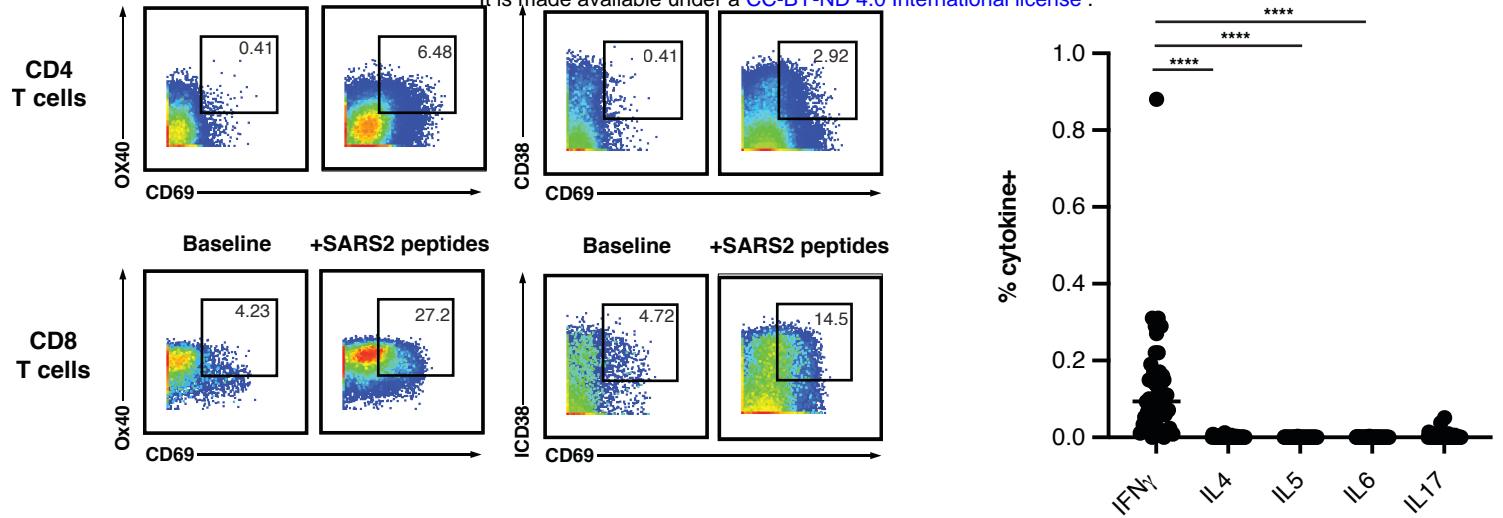 It is made available under a CC-BY-ND 4.0 International license .
CD4
T cells
OX40
0.41
6.48
CD69
CD38
0.41
2.92
CD69
Baseline
+SARS2 peptides
Baseline
+SARS2 peptides
CD8
T cells
Ox40
4.23
27.2
CD69
ICD38
4.72
14.5
CD69
****
****
****
% cytokine+
1.0
0.8
0.6
0.4
0.2
0.0
IFNγ
IL4
IL5
IL6
IL17